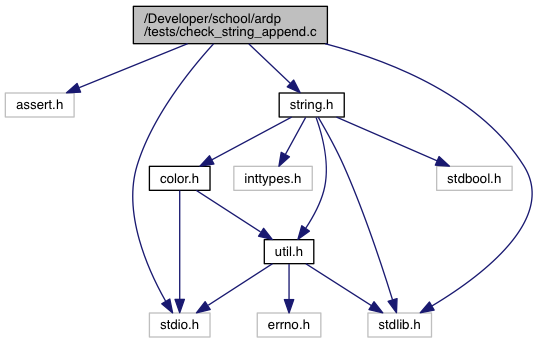 /Developer/school/ardp
/tests/check_string_append.c
assert.h
string.h
color.h
inttypes.h
stdbool.h
util.h
stdio.h
errno.h
stdlib.h